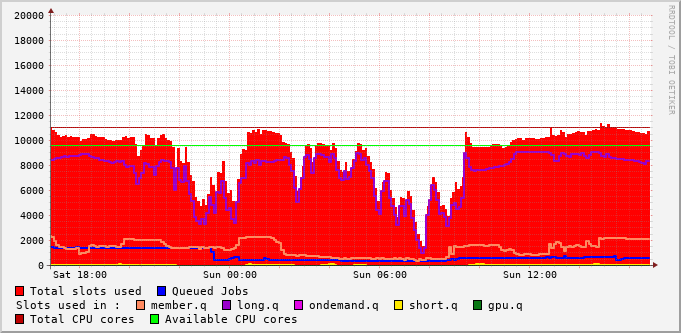 RRDTOOL / TOBI OETIKER
20000
18000
16000
14000
12000
10000
8000
6000
4000
2000
0
Sat 18:00 Sun 00:00 Sun 06:00 Sun 12:00
Total slots used Queued Jobs
Slots used in : member.q long.q ondemand.q short.q gpu.q
Total CPU cores Available CPU cores